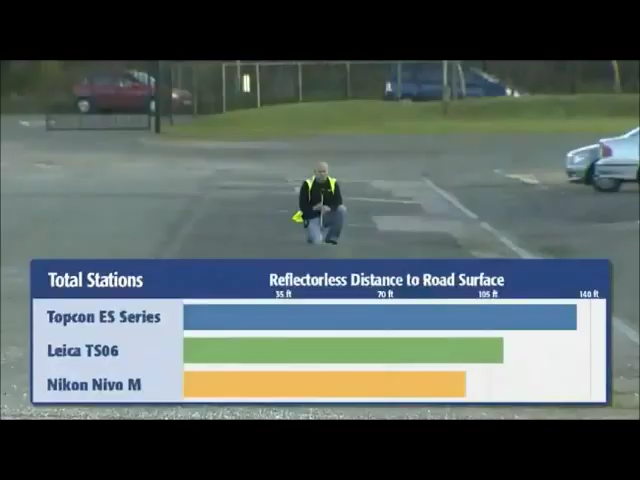 Total Stations
Reflectorless Distance to Road Surface
35 ft 70 ft 105 ft 140 ft
Topcon ES Series
Leica TS06
Nikon Nivo M